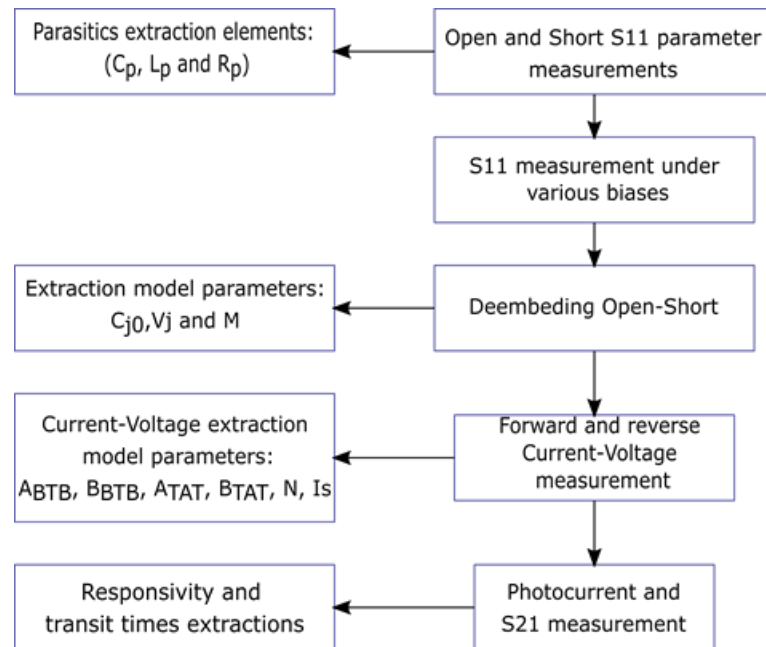 Parasitics extraction elements:
(Cp, Lp and Rp)
Open and Short S11 parameter
measurements
S11 measurement under
various biases
Extraction model parameters:
Cj0,Vj and M
Deembeding Open-Short
Current-Voltage extraction
model parameters:
ABTB, BBTB, ATAT, BTAT, N, Is
Forward and reverse
Current-Voltage
measurement
Responsivity and
transit times extractions
Photocurrent and
S21 measurement